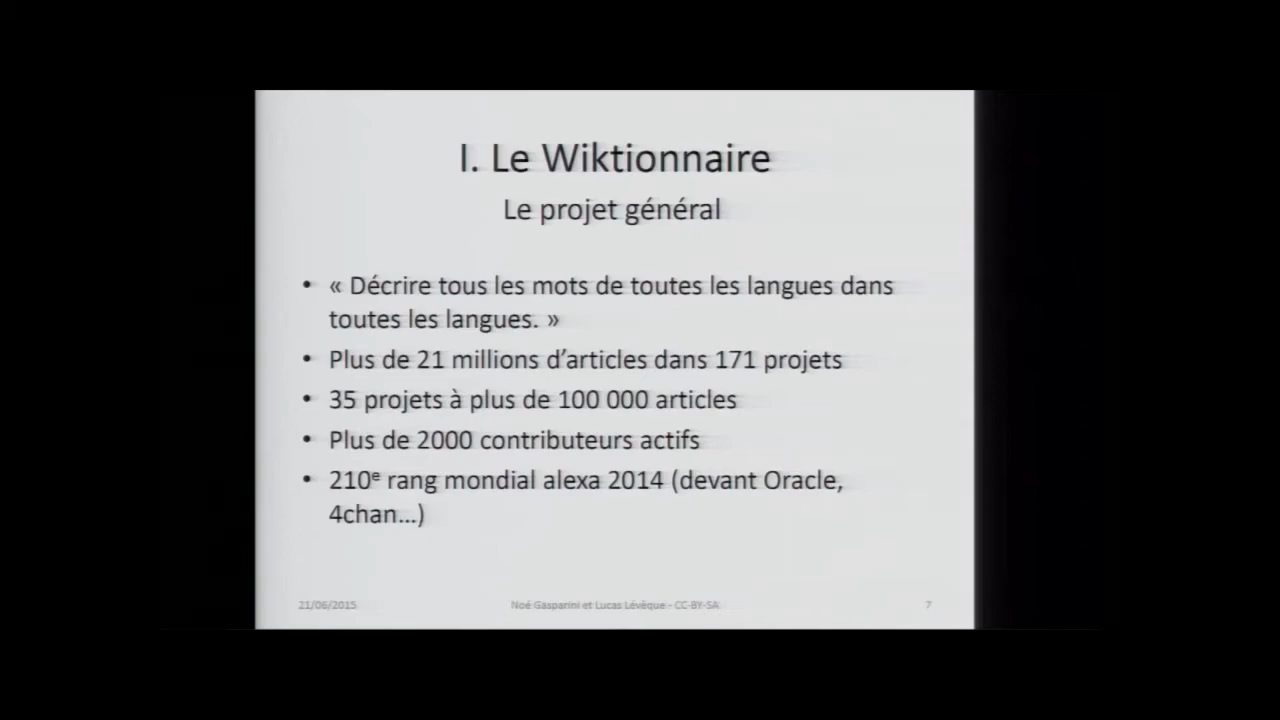 I. Le Wiktionnaire
Le projet général
• « Décrire tous les mots de toutes les langues dans
toutes les langues. »
• Plus de 21 millions d’articles dans 171 projets
• 35 projets à plus de 100 000 articles
• Plus de 2000 contributeurs actifs
• 210e rang mondial alexa 2014 (devant Oracle,
4chan…)
21/06/2015 Noé Gasparini et Lucas Lévêque - CC-BY-SA 7